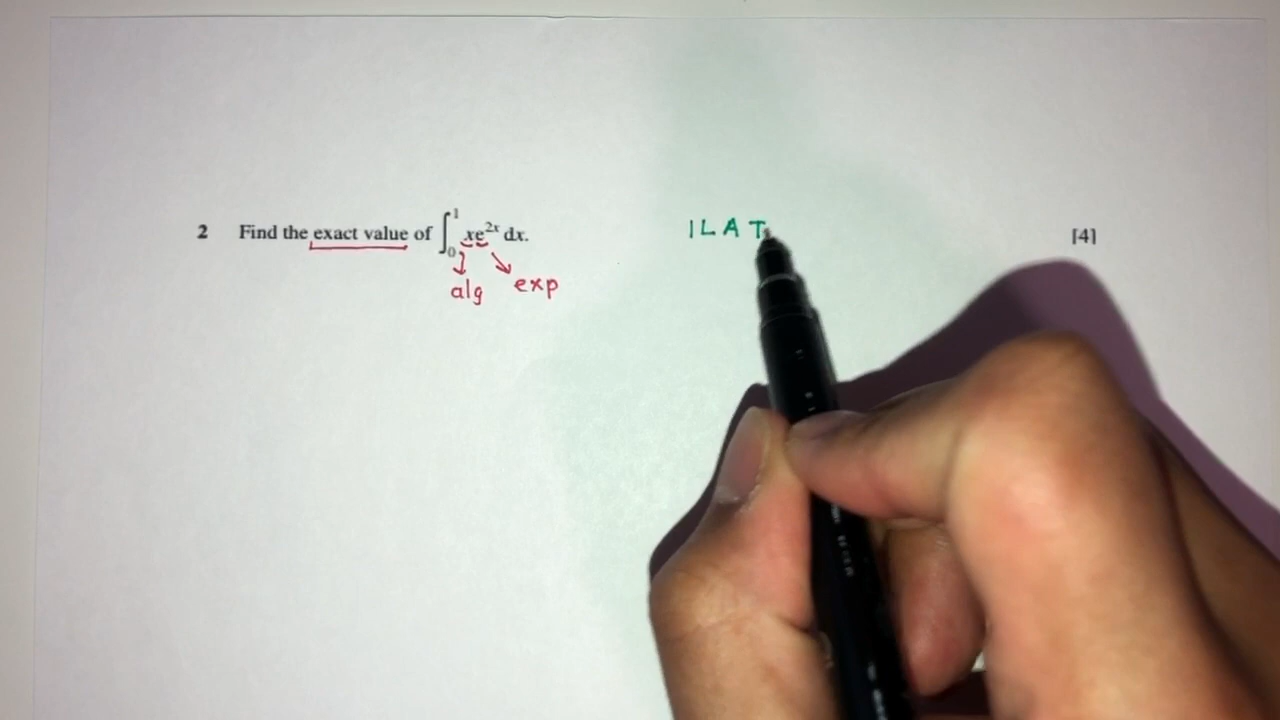 2 Find the exact value of ∫₀¹ xe²ˣ dx. ILAT [4]
alg exp